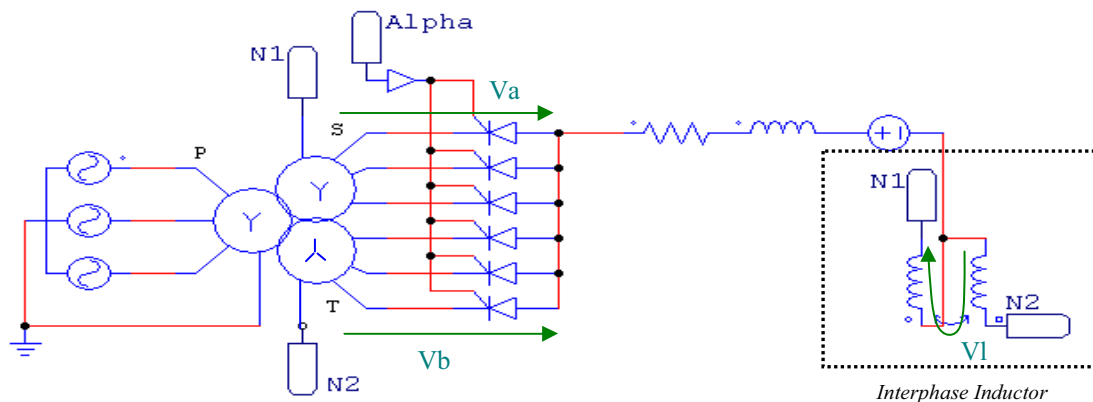 Alpha
N1
Va
S
P
Y
Y
Y
T
Vb
N2
N1
N2
Vl
Interphase Inductor